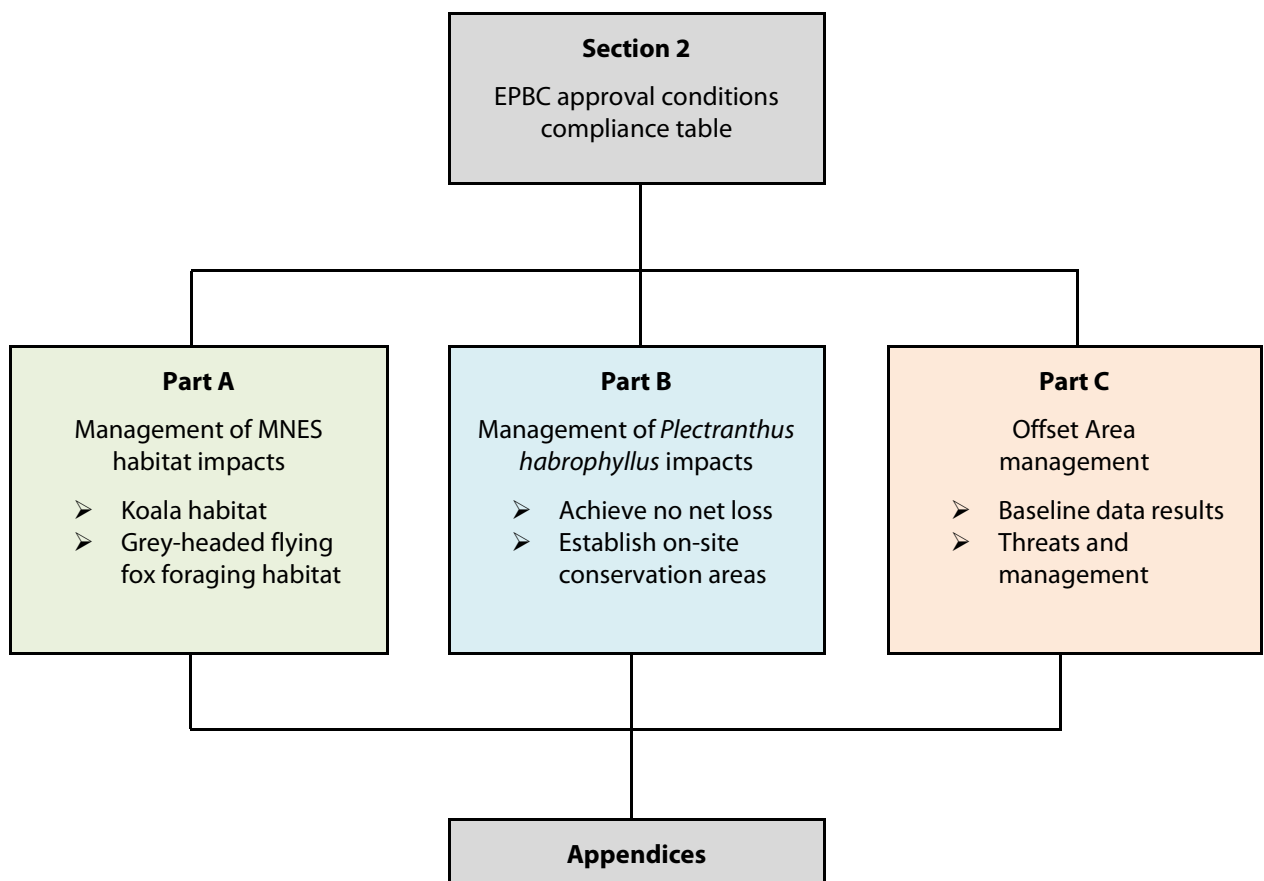 Section 2
EPBC approval conditions
compliance table
Part A
Management of MNES
habitat impacts
➢ Koala habitat
➢ Grey-headed flying
fox foraging habitat
Part B
Management of Plectranthus
habrophyllus impacts
➢ Achieve no net loss
➢ Establish on-site
conservation areas
Part C
Offset Area
management
➢ Baseline data results
➢ Threats and
management
Appendices